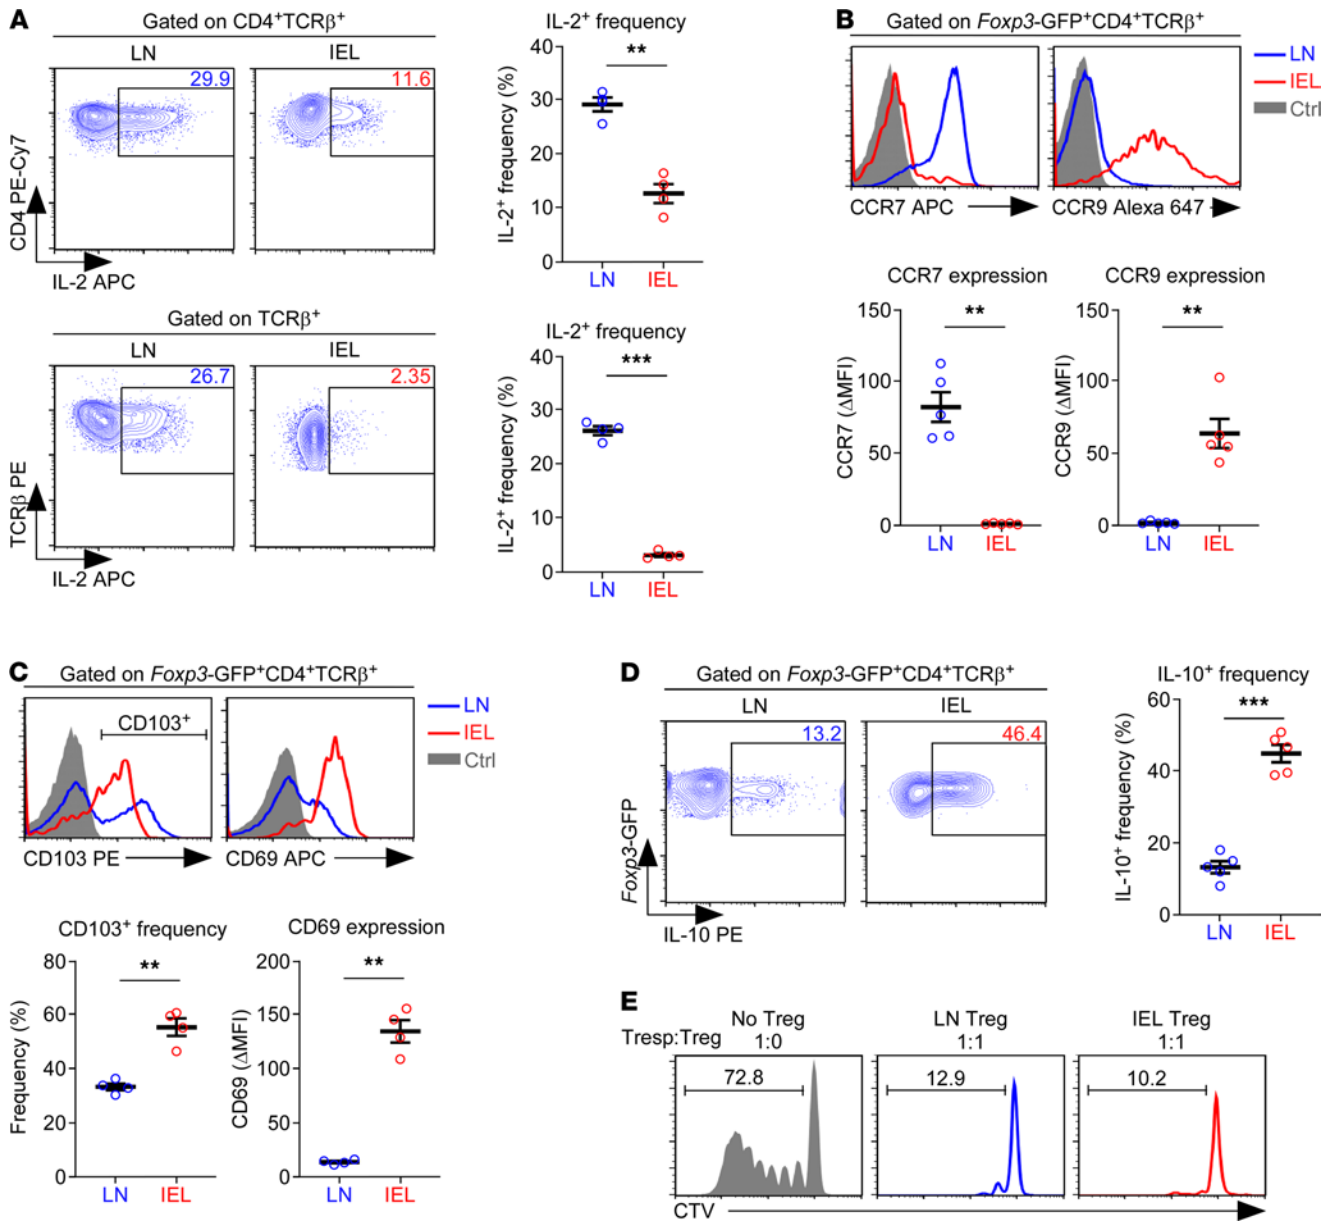 A
Gated on CD4⁺TCRβ⁺
LN IEL
29.9 11.6
CD4 PE-Cy7
IL-2 APC
IL-2⁺ frequency
**
IL-2⁺ frequency (%)
40
30
20
10
0
LN IEL
Gated on TCRβ⁺
LN IEL
26.7 2.35
TCRβ PE
IL-2 APC
IL-2⁺ frequency
***
IL-2⁺ frequency (%)
40
30
20
10
0
LN IEL
B
Gated on Foxp3-GFP⁺CD4⁺TCRβ⁺
LN
IEL
Ctrl
CCR7 APC CCR9 Alexa 647
CCR7 expression
**
CCR7 (ΔMFI)
150
100
50
0
LN IEL
CCR9 expression
**
CCR9 (ΔMFI)
150
100
50
0
LN IEL
C
Gated on Foxp3-GFP⁺CD4⁺TCRβ⁺
CD103⁺
LN
IEL
Ctrl
CD103 PE CD69 APC
CD103⁺ frequency
**
Frequency (%)
80
60
40
20
0
LN IEL
CD69 expression
**
CD69 (ΔMFI)
200
150
100
50
0
LN IEL
D
Gated on Foxp3-GFP⁺CD4⁺TCRβ⁺
LN IEL
13.2 46.4
Foxp3-GFP
IL-10 PE
IL-10⁺ frequency
***
IL-10⁺ frequency (%)
60
40
20
0
LN IEL
E
No Treg LN Treg IEL Treg
Tresp:Treg 1:0 1:1 1:1
72.8 12.9 10.2
CTV